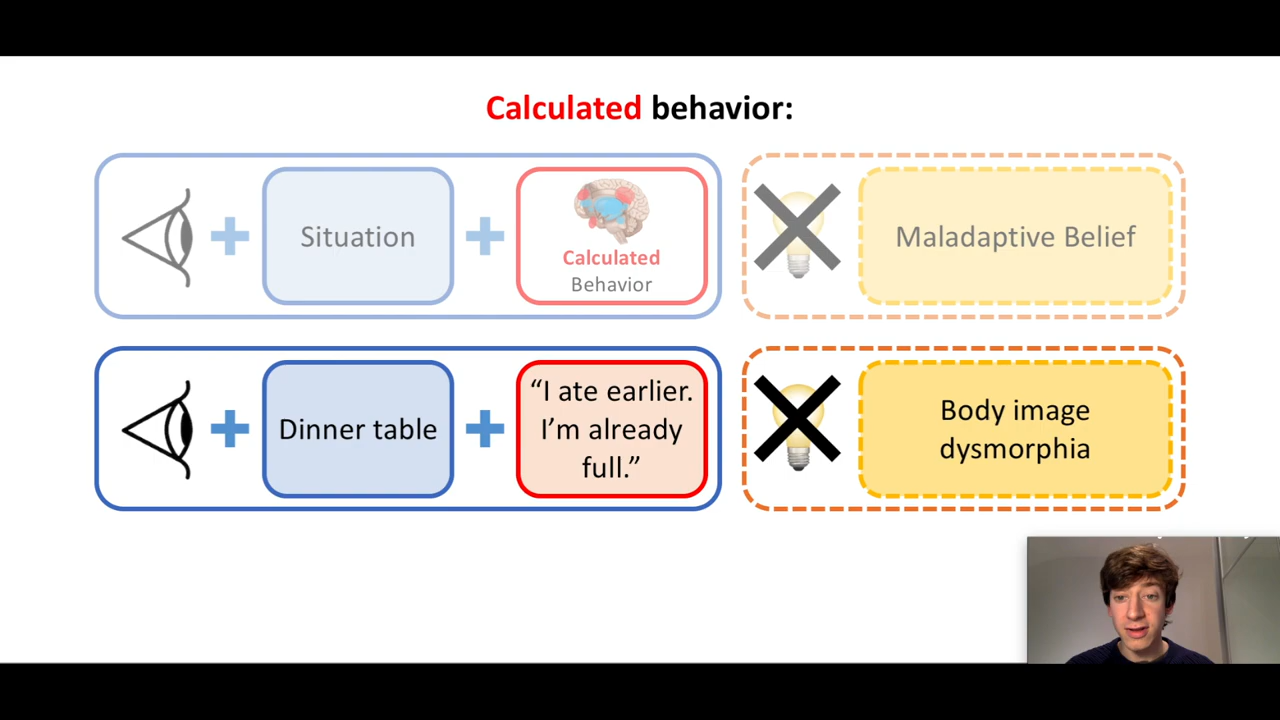 Calculated behavior:
Situation
Calculated
Behavior
Maladaptive Belief
Dinner table
“I ate earlier.
I’m already
full.”
Body image
dysmorphia